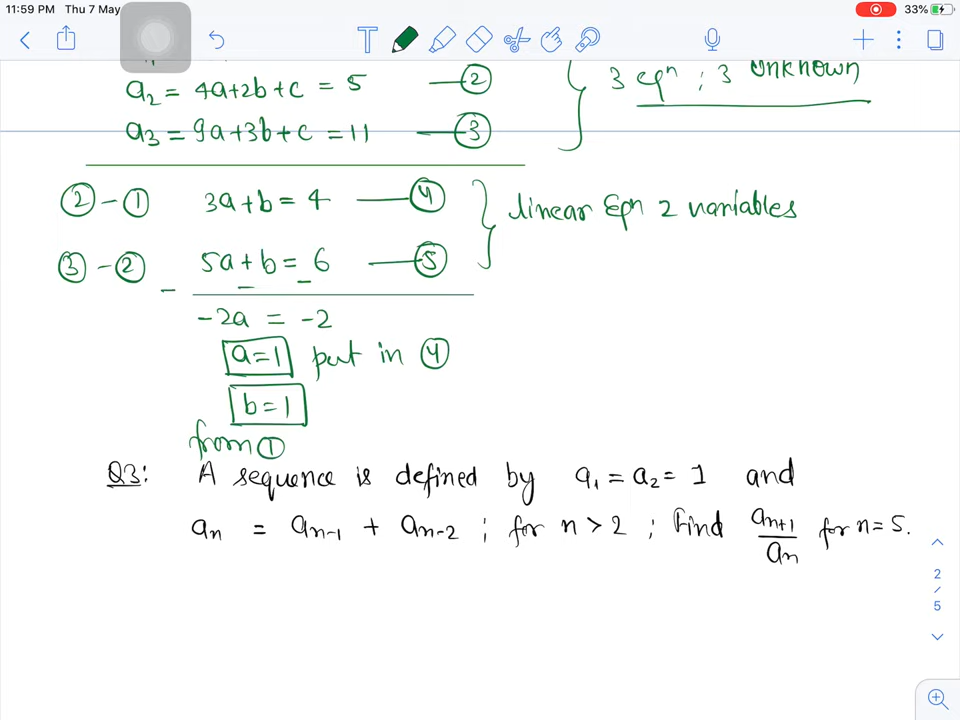 11:59 PM Thu 7 May
33%
a₂ = 4a+2b+c = 5 —②
3 eqⁿ ; 3 Unknown
a₃ = 9a+3b+c = 11 —③
② - ① 3a+b = 4 —④
linear Eqⁿ 2 variables
③ - ② 5a+b = 6 —⑤
- - -
-2a = -2
a=1 put in ④
b=1
from ①
Q3: A sequence is defined by a₁ = a₂ = 1 and
aₙ = aₙ₋₁ + aₙ₋₂ ; for n > 2 ; Find aₙ₊₁/aₙ for n = 5.
2
/
5